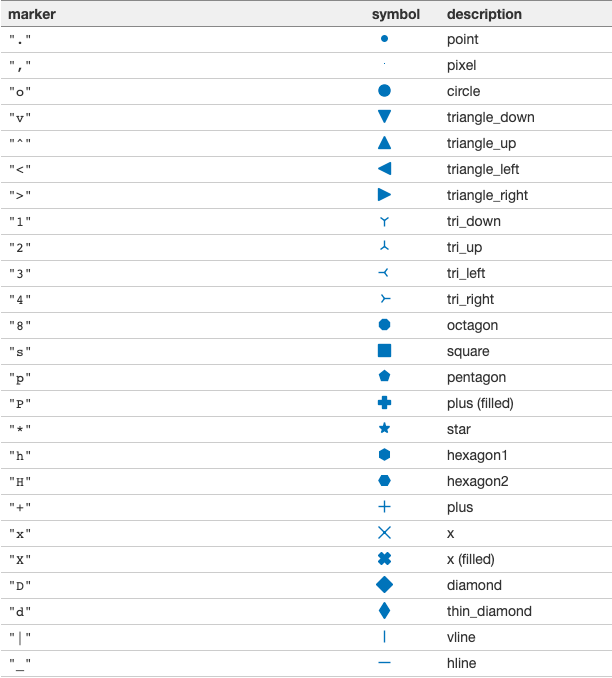 marker symbol description
"." point
"," pixel
"o" circle
"v" triangle_down
"^" triangle_up
"<" triangle_left
">" triangle_right
"1" tri_down
"2" tri_up
"3" tri_left
"4" tri_right
"8" octagon
"s" square
"p" pentagon
"P" plus (filled)
"*" star
"h" hexagon1
"H" hexagon2
"+" plus
"x" x
"X" x (filled)
"D" diamond
"d" thin_diamond
"|" vline
"_" hline